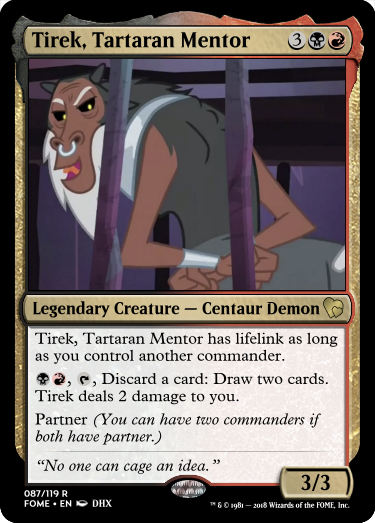 Tirek, Tartaran Mentor 3
Legendary Creature — Centaur Demon
Tirek, Tartaran Mentor has lifelink as long
as you control another commander.
, , Discard a card: Draw two cards.
Tirek deals 2 damage to you.
Partner (You can have two commanders if
both have partner.)
“No one can cage an idea.”
3/3
087/119 R
FOME • EN DHX
™ & © 1981 — 2018 Wizards of the FOME, Inc.